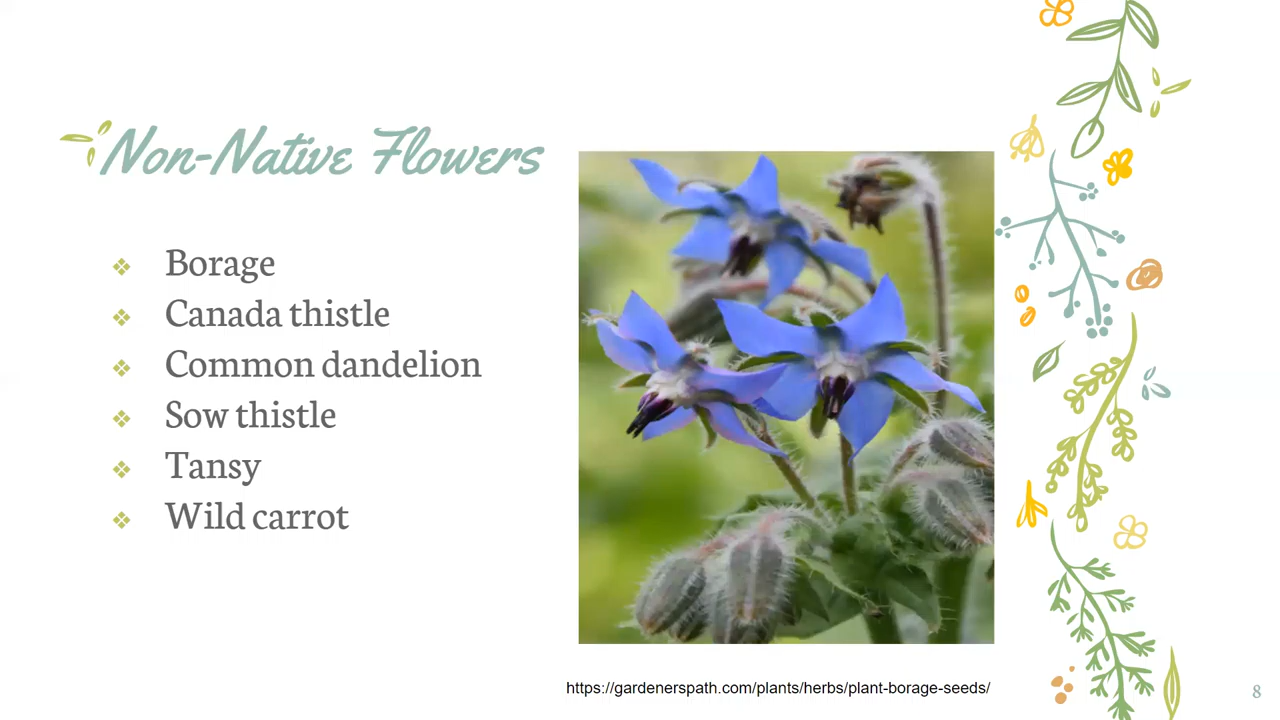 Non-Native Flowers
Borage
Canada thistle
Common dandelion
Sow thistle
Tansy
Wild carrot
https://gardenerspath.com/plants/herbs/plant-borage-seeds/
8